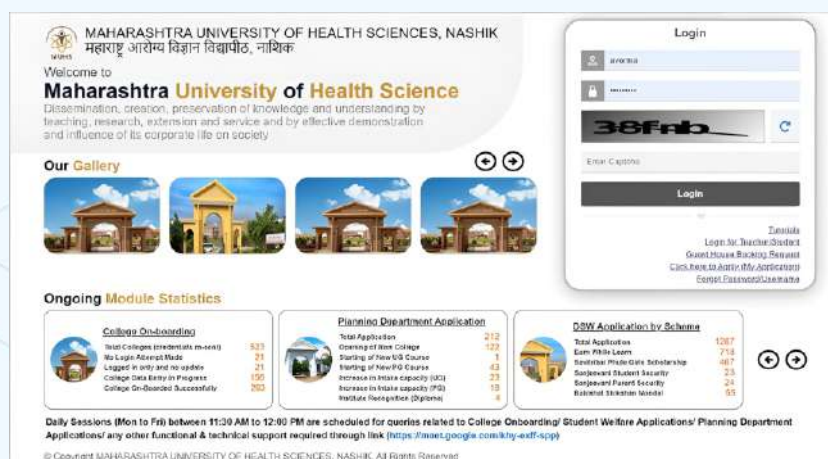 MAHARASHTRA UNIVERSITY OF HEALTH SCIENCES, NASHIK
महाराष्ट्र आरोग्य विज्ञान विद्यापीठ, नाशिक
Welcome to
Maharashtra University of Health Science
Dissemination, creation, preservation of knowledge and understanding by
teaching, research, extension and service and by effective demonstration
and influence of its corporate life on society
Login
Enter Captcha
Login
Tutorials
Login for Teacher/Student
Guest House Booking Request
Click here to Apply (My Application)
Forgot Password/Username
Our Gallery
Ongoing Module Statistics
College On-boarding
Total Colleges (credentials re-sent) 533
No Login Attempt Made 21
Logged in only and no update 21
College Data Entry in Progress
College On-Boarded Successfully
Planning Department Application
Total Application 212
Opening of New College 122
Starting of New UG Course 1
Starting of New PG Course 43
Increase in Intake capacity (UG) 23
Increase in Intake capacity (PG)
Institute Recognition (Diploma) 4
DSW Application by Scheme
Total Application 1287
Earn While Learn 718
Savitribai Phule Girls Scholarship 467
Sanjeevani Student Security 23
Sanjeevani Parent Security 24
Bahishal Shikshan Mandal 55
Daily Sessions (Mon to Fri) between 11:30 AM to 12:00 PM are scheduled for queries related to College Onboarding/ Student Welfare Applications/ Planning Department
Applications/ any other functional & technical support required through link (https://meet.google.com/khy-exff-spp)
© Copyright MAHARASHTRA UNIVERSITY OF HEALTH SCIENCES, NASHIK. All Rights Reserved